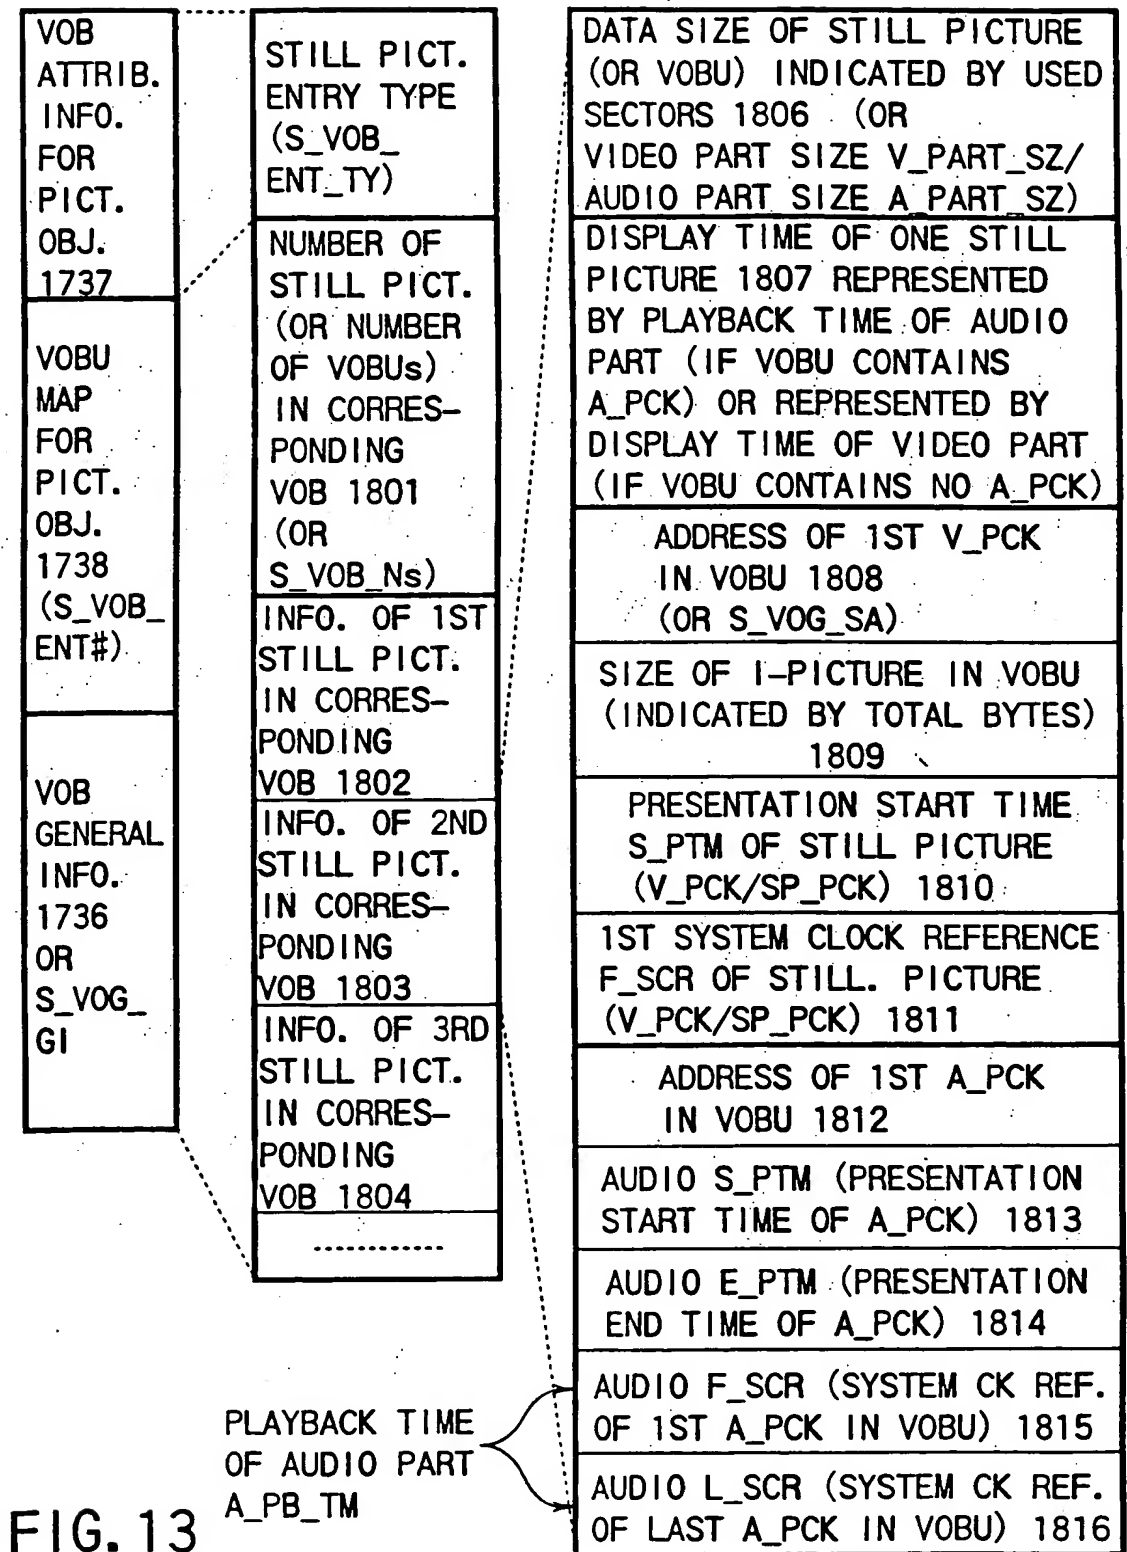 VOB
ATTRIB.
INFO.
FOR
PICT.
OBJ.
1737
VOBU
MAP
FOR
PICT.
OBJ.
1738
(S_VOB_
ENT#)
VOB
GENERAL
INFO.
1736
OR
S_VOG_
GI
STILL PICT.
ENTRY TYPE
(S_VOB_
ENT_TY)
NUMBER OF
STILL PICT.
(OR NUMBER
OF VOBUs)
IN CORRES-
PONDING
VOB 1801
(OR
S_VOB_Ns)
INFO. OF 1ST
STILL PICT.
IN CORRES-
PONDING
VOB 1802
INFO. OF 2ND
STILL PICT.
IN CORRES-
PONDING
VOB 1803
INFO. OF 3RD
STILL PICT.
IN CORRES-
PONDING
VOB 1804
DATA SIZE OF STILL PICTURE
(OR VOBU) INDICATED BY USED
SECTORS 1806 (OR
VIDEO PART SIZE V_PART_SZ/
AUDIO PART SIZE A_PART_SZ)
DISPLAY TIME OF ONE STILL
PICTURE 1807 REPRESENTED
BY PLAYBACK TIME OF AUDIO
PART (IF VOBU CONTAINS
A_PCK) OR REPRESENTED BY
DISPLAY TIME OF VIDEO PART
(IF VOBU CONTAINS NO A_PCK)
ADDRESS OF 1ST V_PCK
IN VOBU 1808
(OR S_VOG_SA)
SIZE OF I-PICTURE IN VOBU
(INDICATED BY TOTAL BYTES)
1809
PRESENTATION START TIME
S_PTM OF STILL PICTURE
(V_PCK/SP_PCK) 1810
1ST SYSTEM CLOCK REFERENCE
F_SCR OF STILL. PICTURE
(V_PCK/SP_PCK) 1811
ADDRESS OF 1ST A_PCK
IN VOBU 1812
AUDIO S_PTM (PRESENTATION
START TIME OF A_PCK) 1813
AUDIO E_PTM (PRESENTATION
END TIME OF A_PCK) 1814
AUDIO F_SCR (SYSTEM CK REF.
OF 1ST A_PCK IN VOBU) 1815
AUDIO L_SCR (SYSTEM CK REF.
OF LAST A_PCK IN VOBU) 1816
PLAYBACK TIME
OF AUDIO PART
A_PB_TM
FIG. 13